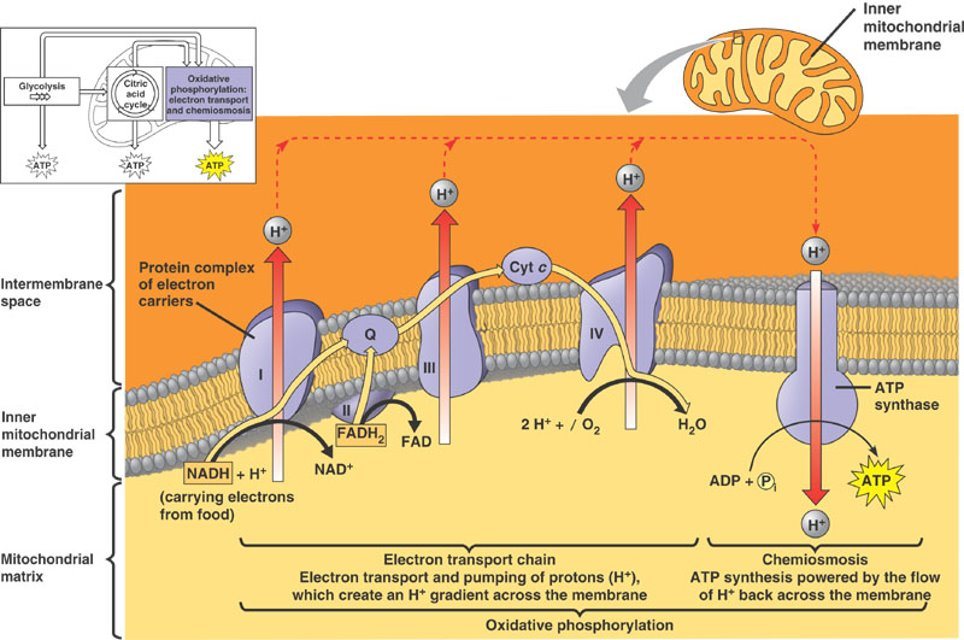 Inner
mitochondrial
membrane
Glycolysis
Citric
acid
cycle
Oxidative
phosphorylation:
electron transport
and chemiosmosis
ATP
ATP
ATP
H⁺
H⁺
H⁺
H⁺
Intermembrane
space
Protein complex
of electron
carriers
Cyt c
Q
I
II
III
IV
ATP
synthase
Inner
mitochondrial
membrane
FADH₂
FAD
2 H⁺ + / O₂
H₂O
NADH + H⁺
NAD⁺
(carrying electrons
from food)
ADP + Pᵢ
ATP
H⁺
Mitochondrial
matrix
Electron transport chain
Electron transport and pumping of protons (H⁺),
which create an H⁺ gradient across the membrane
Chemiosmosis
ATP synthesis powered by the flow
of H⁺ back across the membrane
Oxidative phosphorylation